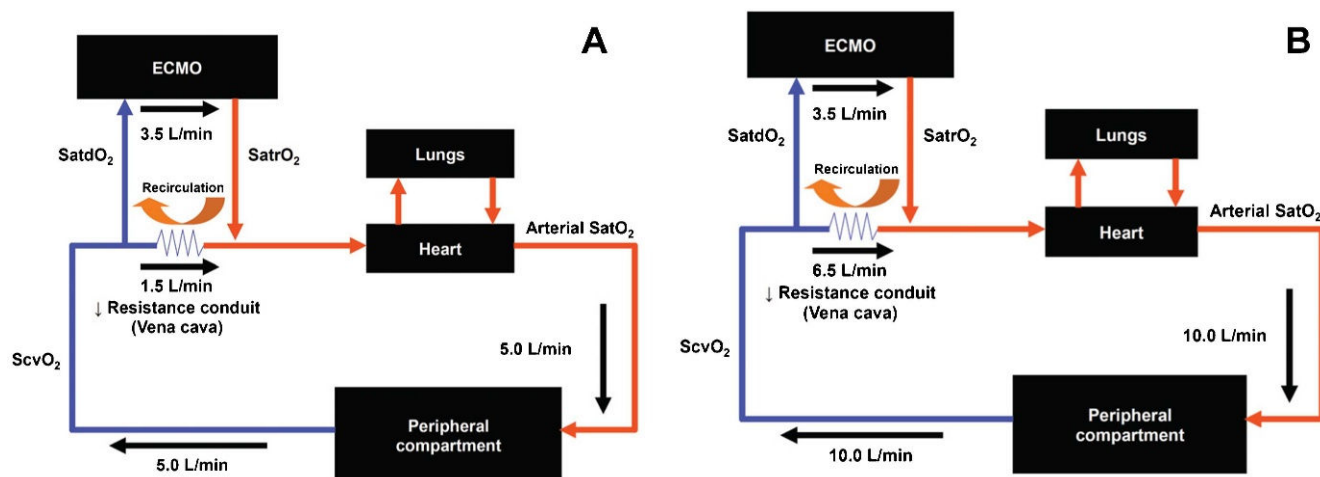 A
ECMO
3.5 L/min
SatdO₂
SatrO₂
Recirculation
Lungs
Heart
Arterial SatO₂
1.5 L/min
↓ Resistance conduit
(Vena cava)
ScvO₂
5.0 L/min
Peripheral
compartment
5.0 L/min
B
ECMO
3.5 L/min
SatdO₂
SatrO₂
Recirculation
Lungs
Heart
Arterial SatO₂
6.5 L/min
↓ Resistance conduit
(Vena cava)
ScvO₂
10.0 L/min
Peripheral
compartment
10.0 L/min